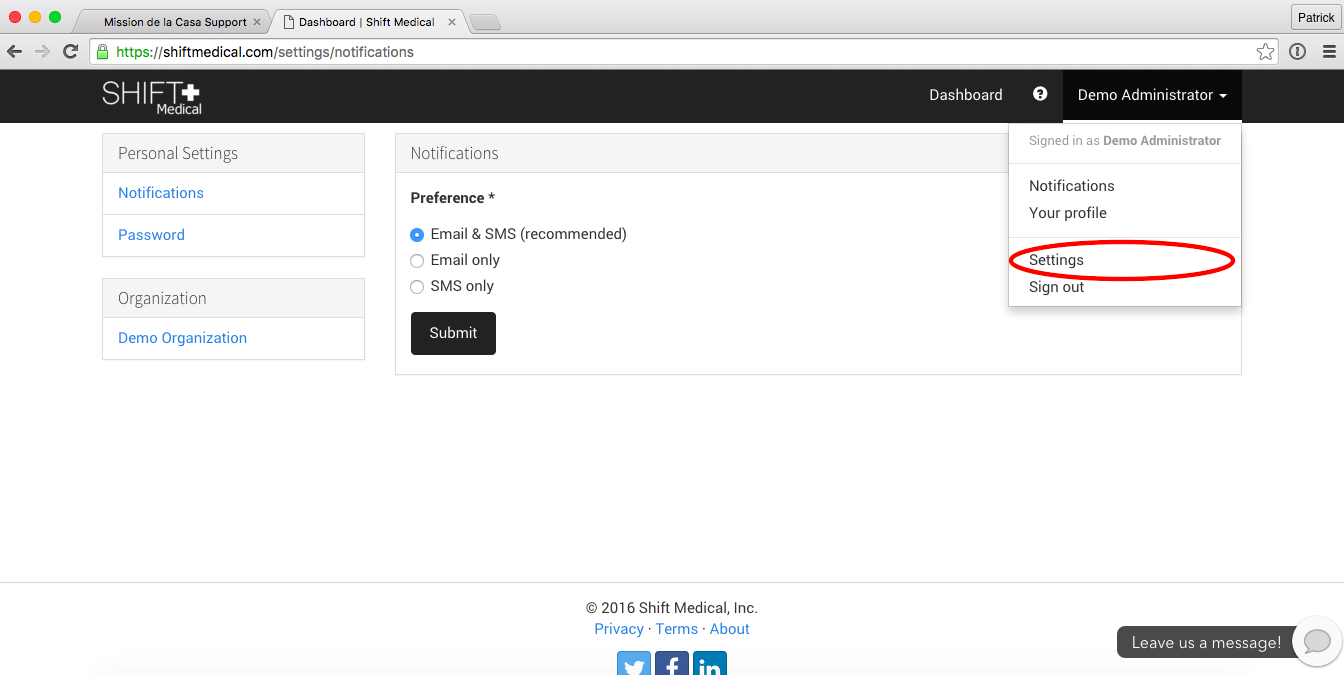 Mission de la Casa Support
Dashboard | Shift Medical
Patrick
https://shiftmedical.com/settings/notifications
SHIFT
Medical
Dashboard
?
Demo Administrator
Signed in as Demo Administrator
Notifications
Your profile
Settings
Sign out
Personal Settings
Notifications
Password
Organization
Demo Organization
Notifications
Preference *
Email & SMS (recommended)
Email only
SMS only
Submit
© 2016 Shift Medical, Inc.
Privacy · Terms · About
f
in
Leave us a message!